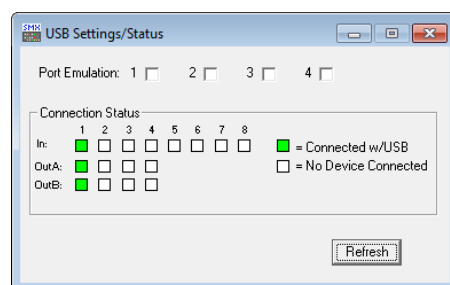 SMX
USB Settings/Status
Port Emulation: 1 2 3 4
Connection Status
1 2 3 4 5 6 7 8
In:
= Connected w/USB
OutA:
= No Device Connected
OutB:
Refresh